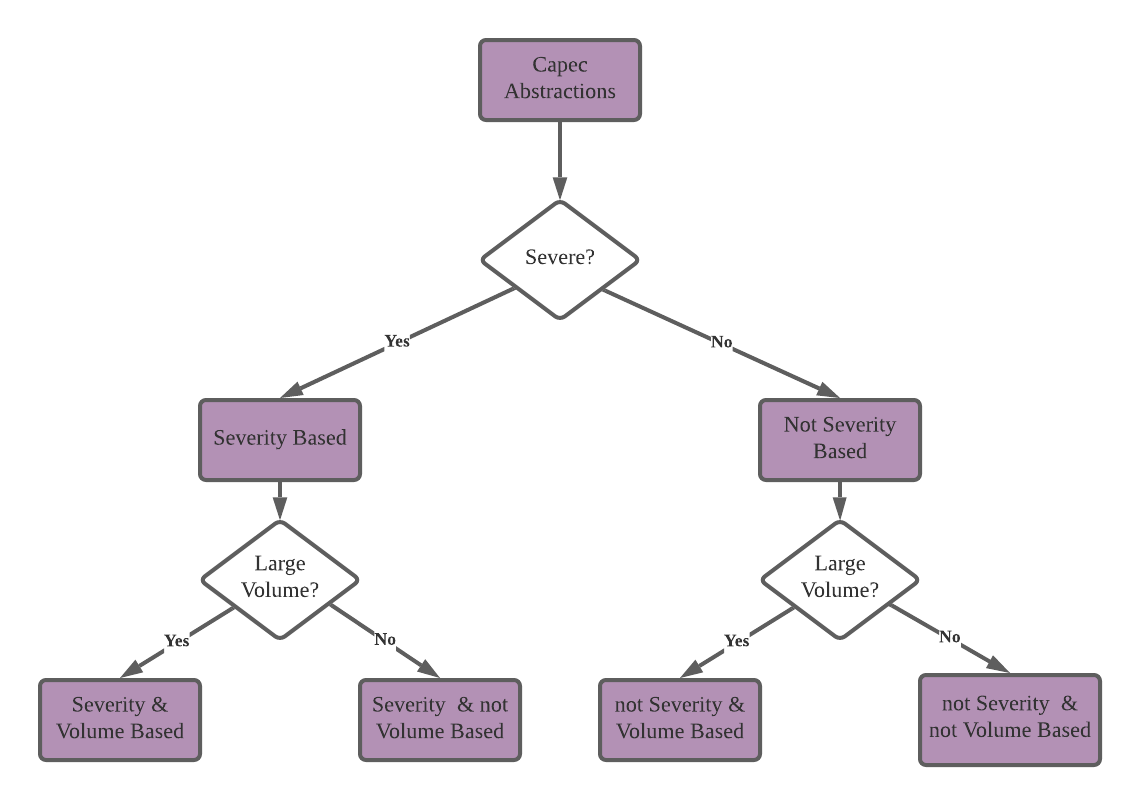 Capec
Abstractions
Severe?
Yes
No
Severity Based
Not Severity
Based
Large
Volume?
Large
Volume?
Yes
No
Yes
No
Severity &
Volume Based
Severity  & not
Volume Based
not Severity &
Volume Based
not Severity  &
not Volume Based